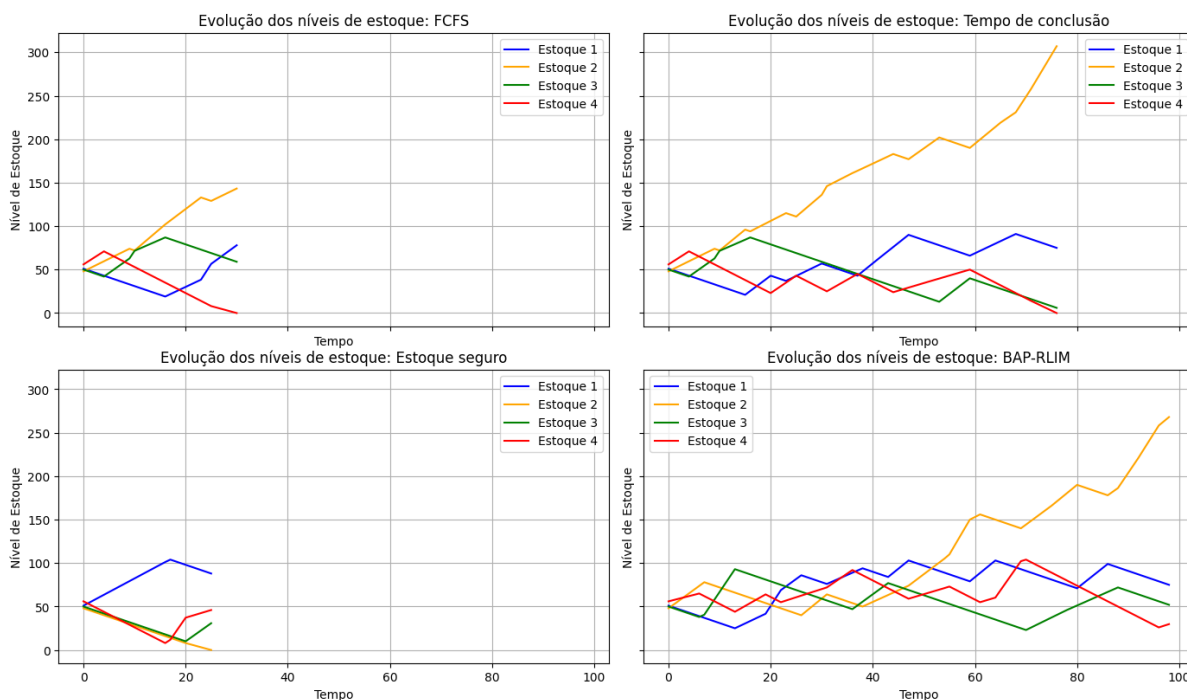 Evolução dos níveis de estoque: FCFS
Nível de Estoque
300
250
200
150
100
50
0
Estoque 1
Estoque 2
Estoque 3
Estoque 4
Tempo
Evolução dos níveis de estoque: Tempo de conclusão
Nível de Estoque
Estoque 1
Estoque 2
Estoque 3
Estoque 4
Tempo
Evolução dos níveis de estoque: Estoque seguro
Nível de Estoque
300
250
200
150
100
50
0
Estoque 1
Estoque 2
Estoque 3
Estoque 4
0 20 40 60 80 100
Tempo
Evolução dos níveis de estoque: BAP-RLIM
Nível de Estoque
Estoque 1
Estoque 2
Estoque 3
Estoque 4
0 20 40 60 80 100
Tempo